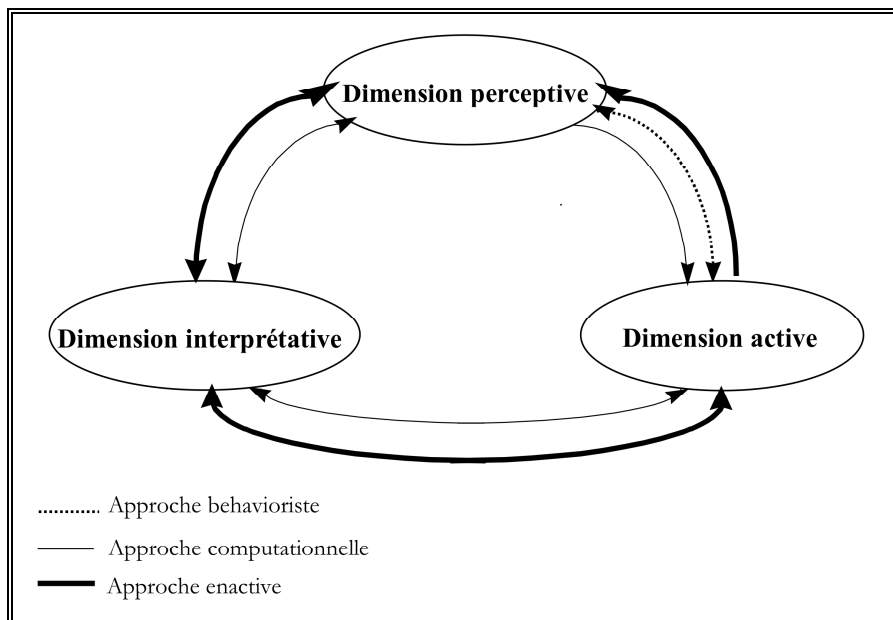 Dimension perceptive
Dimension interprétative
Dimension active
Approche behavioriste
Approche computationnelle
Approche enactive